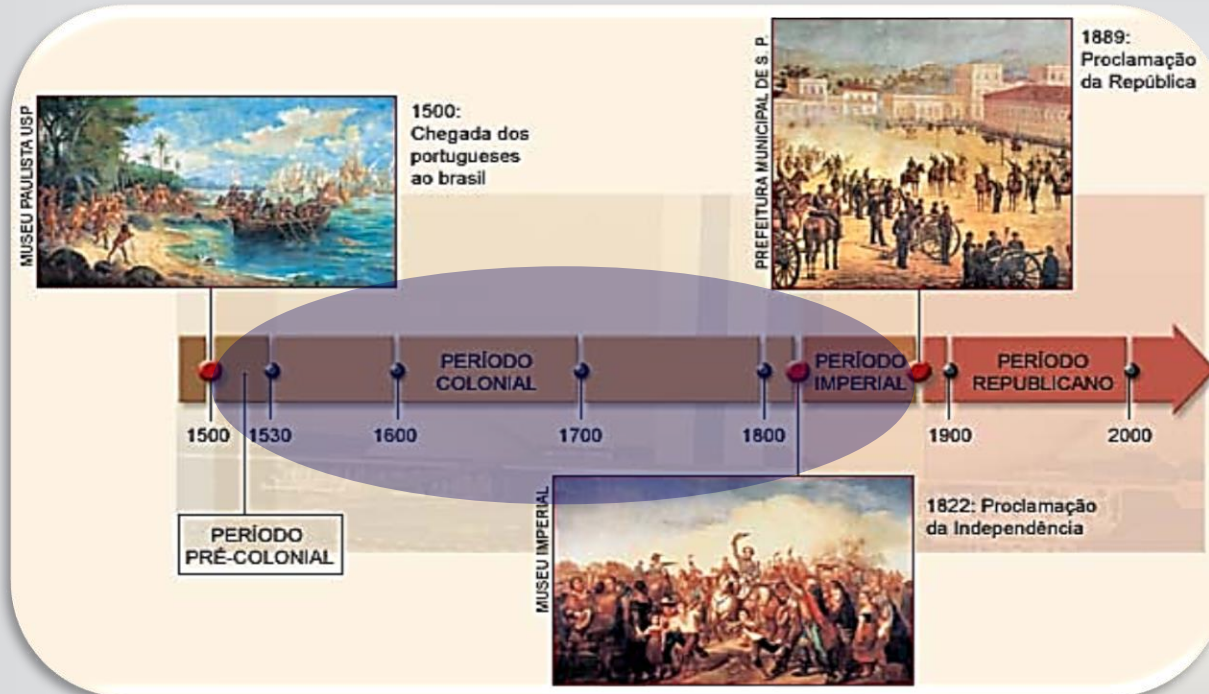 MUSEU PAULISTA USP
1500:
Chegada dos
portugueses
ao brasil
PREFEITURA MUNICIPAL DE S. P.
1889:
Proclamação
da República
PERÍODO
COLONIAL
PERÍODO
IMPERIAL
PERÍODO
REPUBLICANO
1500
1530
1600
1700
1800
1900
2000
PERÍODO
PRÉ-COLONIAL
MUSEU IMPERIAL
1822: Proclamação
da Independência